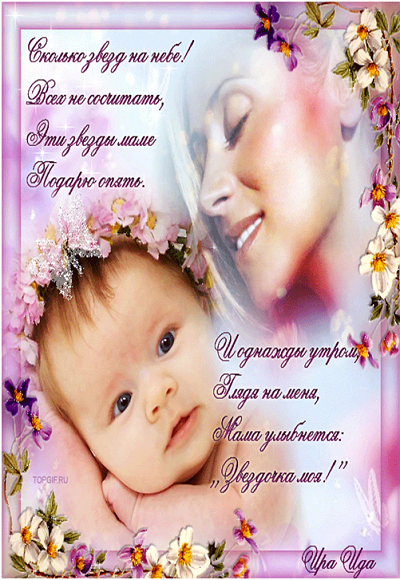 Сколько звезд на небе!
Всех не сосчитать,
Эти звезды маме
Подарю опять.
И однажды утром,
Глядя на меня,
Мама улыбнется:
„Звездочка моя!"
TOPGIF.RU
Ира Ида